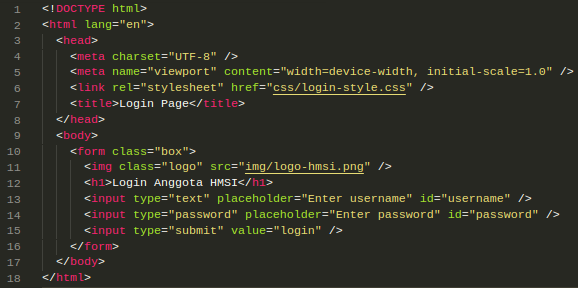 1 <!DOCTYPE html>
2 <html lang="en">
3 <head>
4 <meta charset="UTF-8" />
5 <meta name="viewport" content="width=device-width, initial-scale=1.0" />
6 <link rel="stylesheet" href="css/login-style.css" />
7 <title>Login Page</title>
8 </head>
9 <body>
10 <form class="box">
11 <img class="logo" src="img/logo-hmsi.png" />
12 <h1>Login Anggota HMSI</h1>
13 <input type="text" placeholder="Enter username" id="username" />
14 <input type="password" placeholder="Enter password" id="password" />
15 <input type="submit" value="login" />
16 </form>
17 </body>
18 </html>